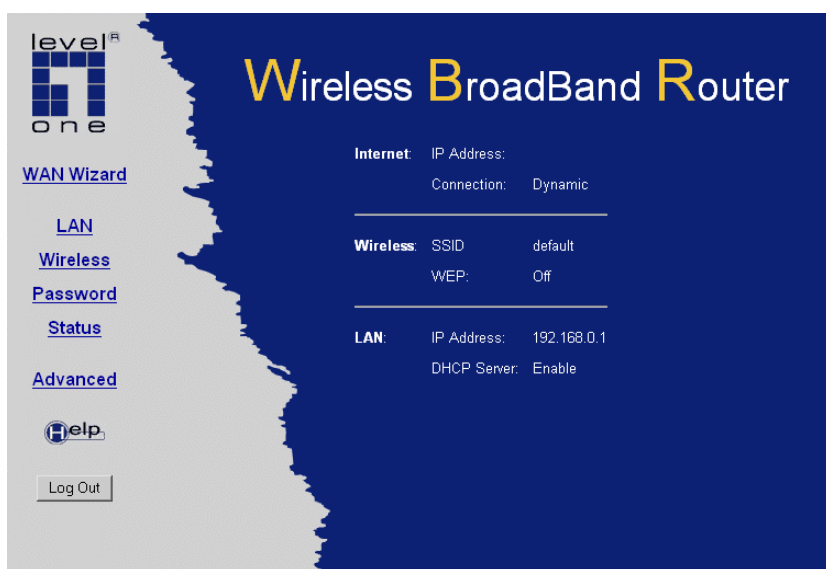 level®
one
WAN Wizard
LAN
Wireless
Password
Status
Advanced
Help
Log Out
Wireless BroadBand Router
Internet: IP Address:
Connection: Dynamic
Wireless: SSID default
WEP: Off
LAN: IP Address: 192.168.0.1
DHCP Server: Enable